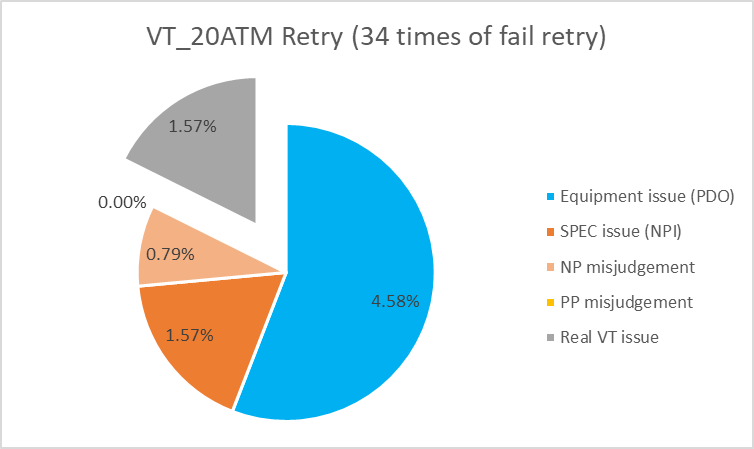 VT_20ATM Retry (34 times of fail retry)
1.57%
0.00%
0.79%
1.57%
4.58%
Equipment issue (PDO)
SPEC issue (NPI)
NP misjudgement
PP misjudgement
Real VT issue